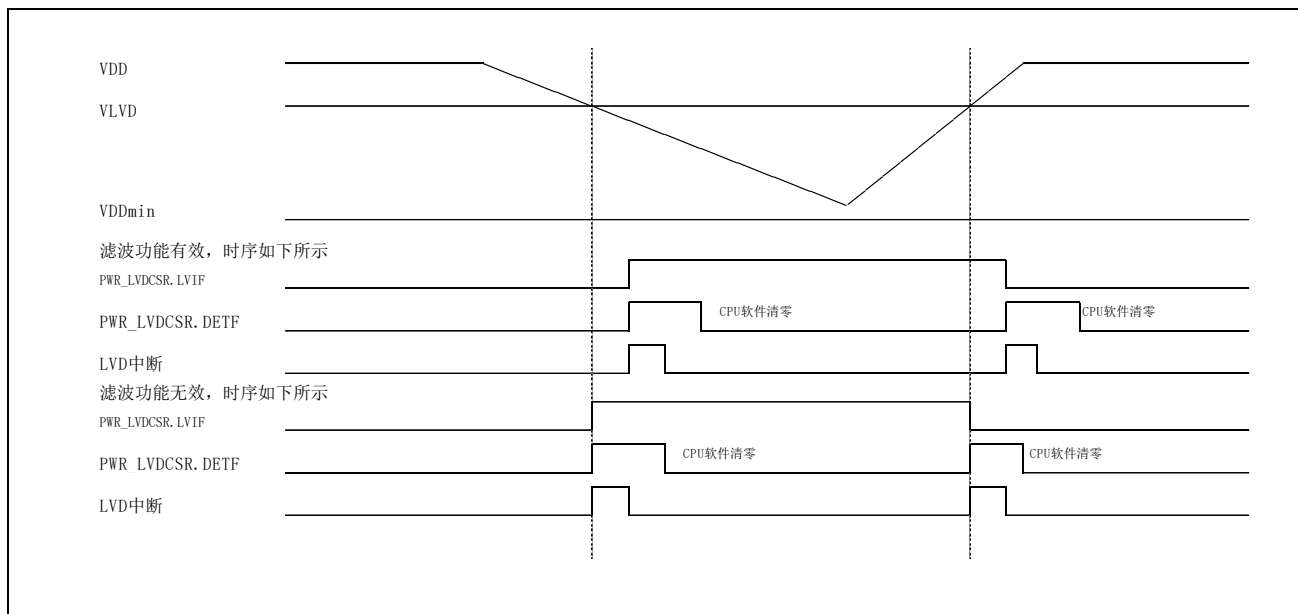 VDD
VLVD
VDDmin
滤波功能有效，时序如下所示
PWR_LVDCSR.LVIF
PWR_LVDCSR.DETF
CPU软件清零
CPU软件清零
LVD中断
滤波功能无效，时序如下所示
PWR_LVDCSR.LVIF
PWR_LVDCSR.DETF
CPU软件清零
CPU软件清零
LVD中断